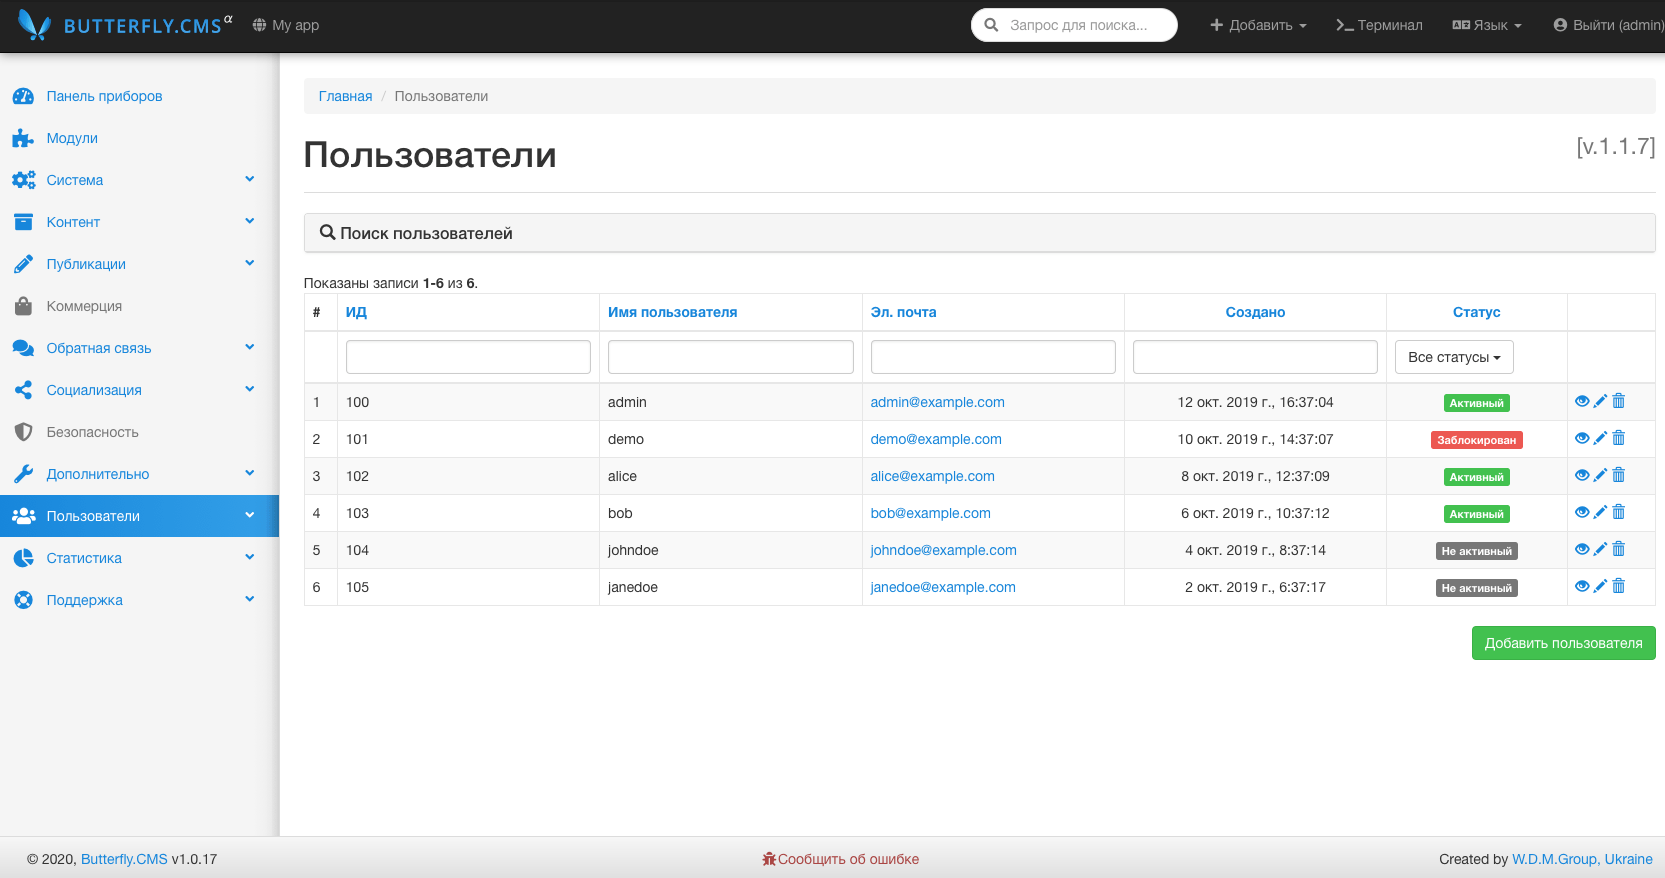 BUTTERFLY.CMS α My app Запрос для поиска... Добавить Терминал Язык Выйти (admin)
Панель приборов
Модули
Система
Контент
Публикации
Коммерция
Обратная связь
Социализация
Безопасность
Дополнительно
Пользователи
Статистика
Поддержка
Главная / Пользователи
Пользователи [v.1.1.7]
Поиск пользователей
Показаны записи 1-6 из 6.
# ИД Имя пользователя Эл. почта Создано Статус
Все статусы
1 100 admin admin@example.com 12 окт. 2019 г., 16:37:04 Активный
2 101 demo demo@example.com 10 окт. 2019 г., 14:37:07 Заблокирован
3 102 alice alice@example.com 8 окт. 2019 г., 12:37:09 Активный
4 103 bob bob@example.com 6 окт. 2019 г., 10:37:12 Активный
5 104 johndoe johndoe@example.com 4 окт. 2019 г., 8:37:14 Не активный
6 105 janedoe janedoe@example.com 2 окт. 2019 г., 6:37:17 Не активный
Добавить пользователя
© 2020, Butterfly.CMS v1.0.17 Сообщить об ошибке Created by W.D.M.Group, Ukraine